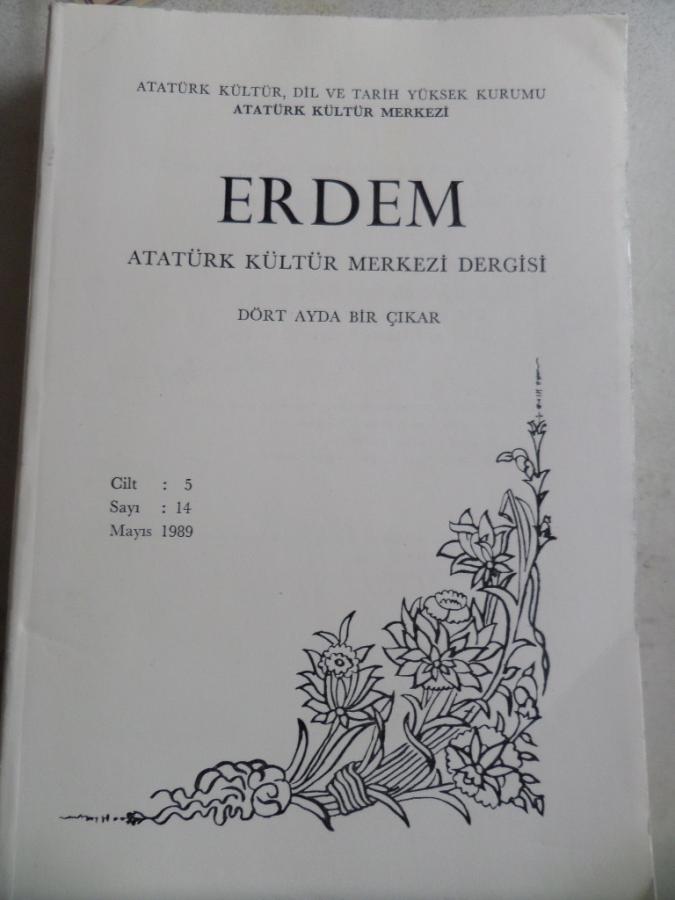 ATATÜRK KÜLTÜR, DİL VE TARİH YÜKSEK KURUMU
ATATÜRK KÜLTÜR MERKEZİ
ERDEM
ATATÜRK KÜLTÜR MERKEZİ DERGİSİ
DÖRT AYDA BİR ÇIKAR
Cilt : 5
Sayı : 14
Mayıs 1989